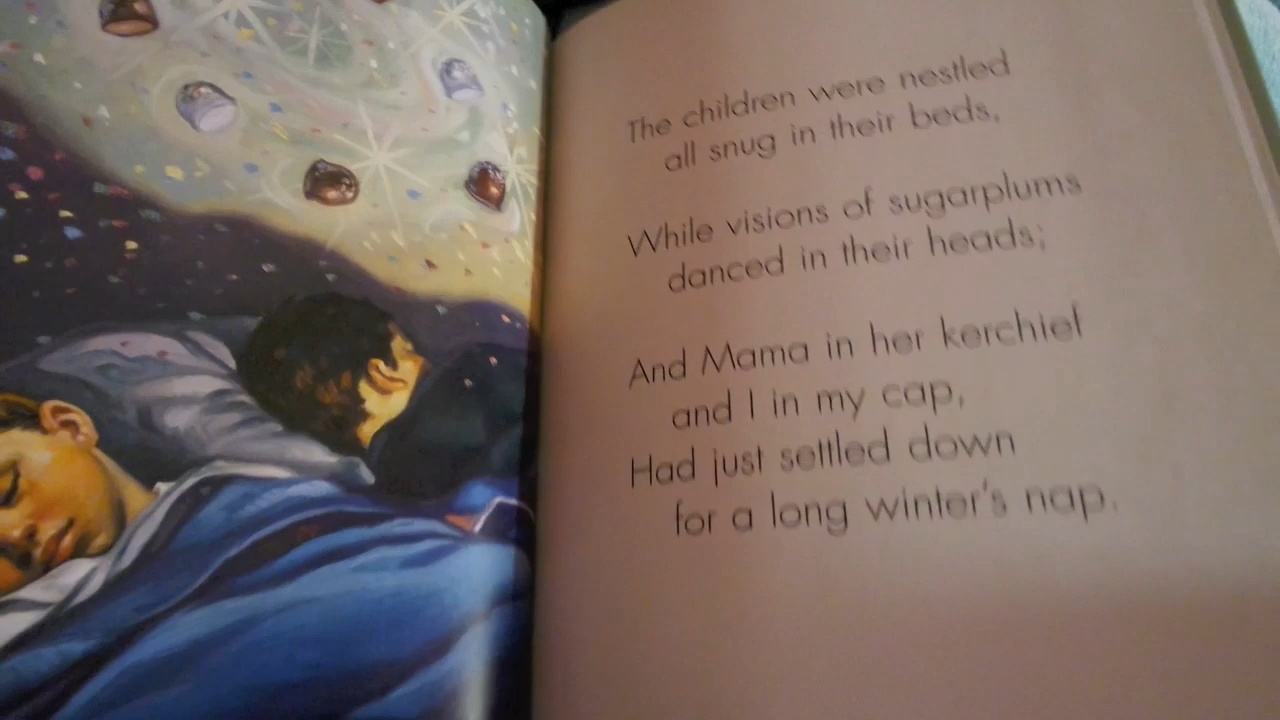 The children were nestled
all snug in their beds,
While visions of sugarplums
danced in their heads;
And Mama in her kerchief
and I in my cap,
Had just settled down
for a long winter's nap.